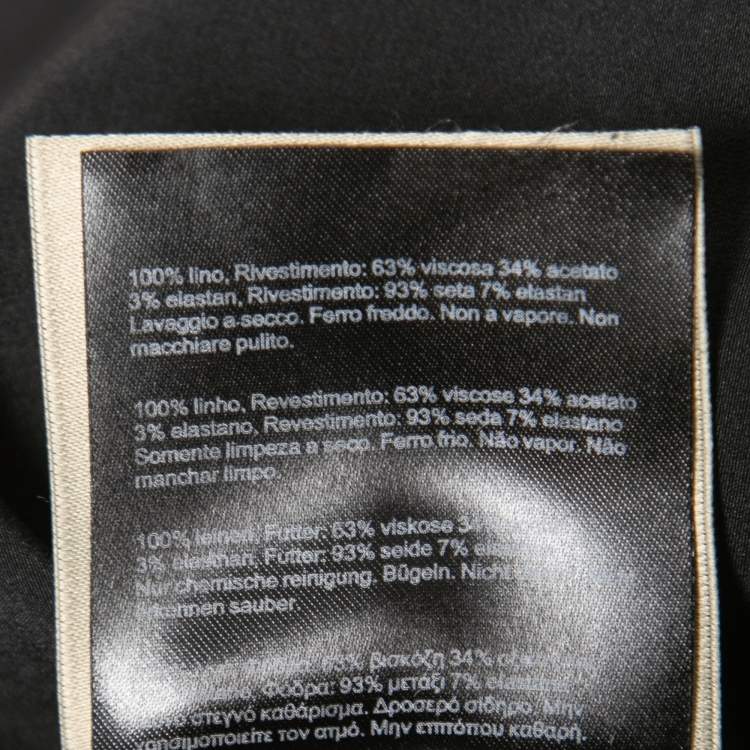 100% lino, Rivestimento: 63% viscosa 34% acetato
3% elastan, Rivestimento: 93% seta 7% elastan
Lavaggio a secco. Ferro freddo. Non a vapore. Non
macchiare pulito.
100% linho, Revestimento: 63% viscose 34% acetato
3% elastano, Revestimento: 93% seda 7% elastano
Somente limpeza a seco. Ferro frio. Não vapor. Não
manchar limpo.
100% leinen, Futter: 63% viskose
3% elasthan, Futter: 93% seide 7%
Nur chemische reinigung. Bügeln.
sauber.
βισκόζη 34%
Φόδρα: 93% μετάξι 7%
στεγνό καθάρισμα. Δροσερό σίδηρο. Μην
χρησιμοποιείτε τον ατμό. Μην επιτόπου καθαρή.